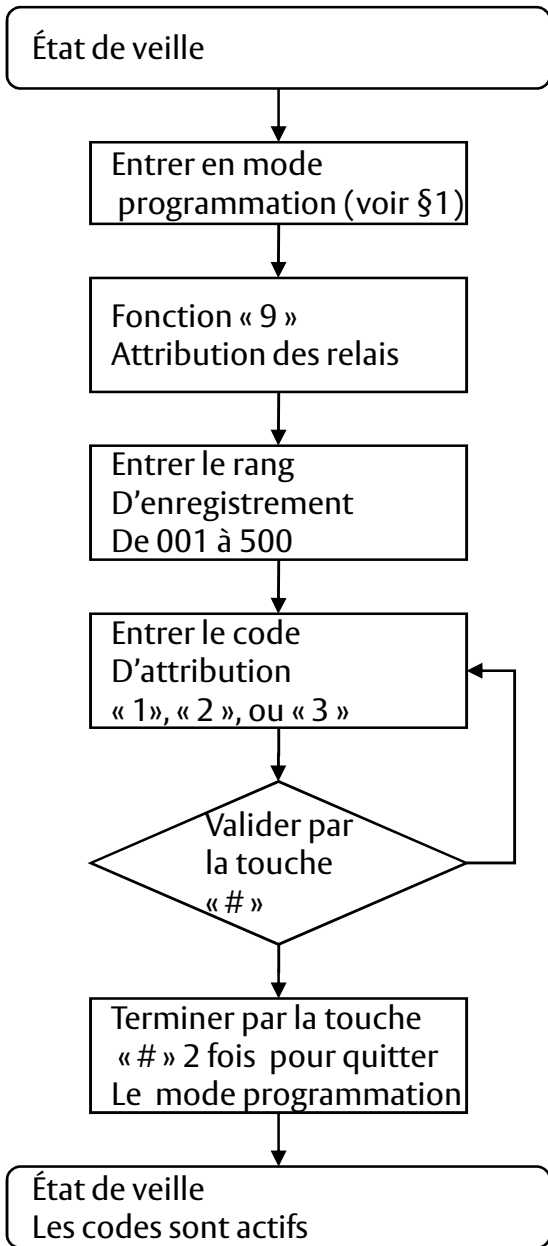 État de veille
Entrer en mode
programmation (voir §1)
Fonction « 9 »
Attribution des relais
Entrer le rang
D'enregistrement
De 001 à 500
Entrer le code
D'attribution
« 1», « 2 », ou « 3 »
Valider par
la touche
« # »
Terminer par la touche
« # » 2 fois pour quitter
Le mode programmation
État de veille
Les codes sont actifs